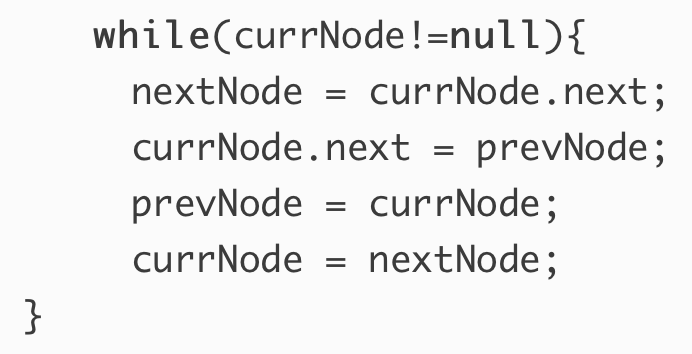 while(currNode!=null){
nextNode = currNode.next;
currNode.next = prevNode;
prevNode = currNode;
currNode = nextNode;
}